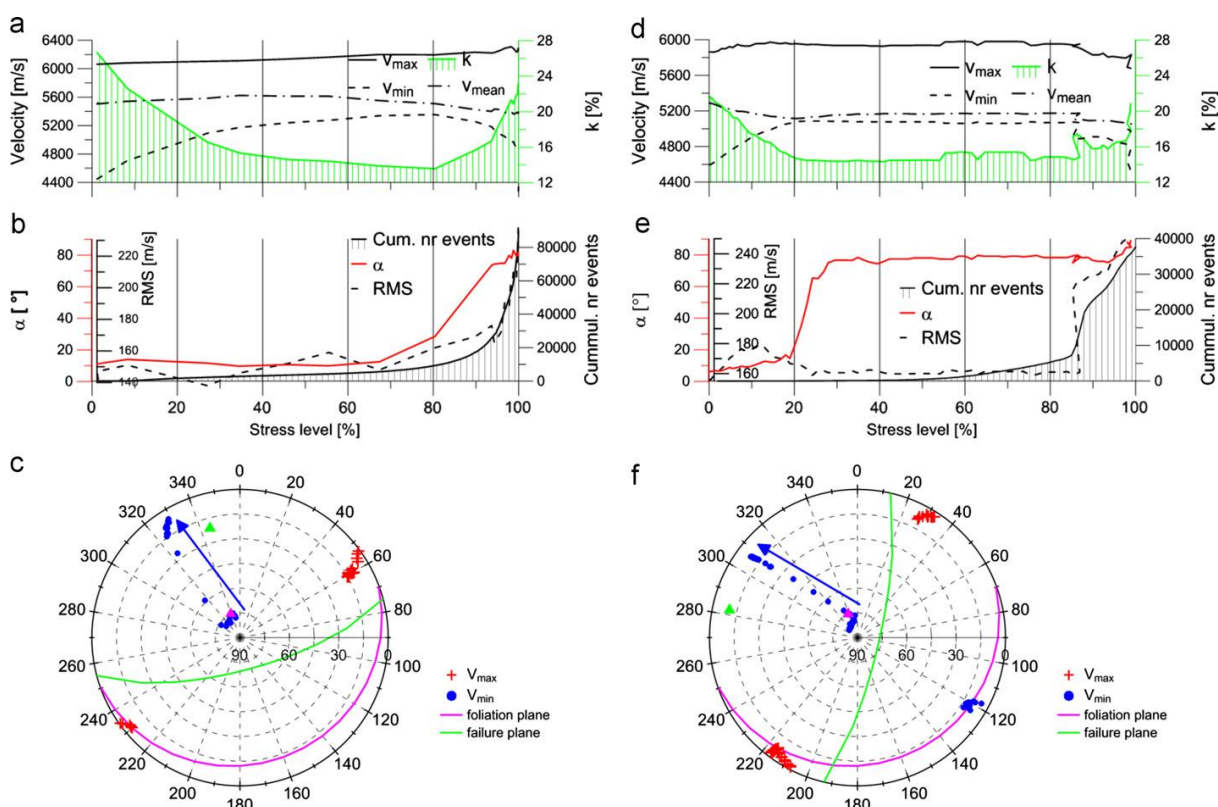 a
6400
6000
5600
5200
4800
4400
Velocity [m/s]
Vmax
k
Vmin
Vmean
28
24
20
16
12
k [%]
b
80
60
40
20
0
α [°]
220
200
180
160
140
RMS [m/s]
Cum. nr events
α
RMS
80000
60000
40000
20000
0
Cummul. nr events
0 20 40 60 80 100
Stress level [%]
c
0
40
60
80
100
120
140
160
180
200
220
240
260
280
300
320
340
90 60 30 0
Vmax
Vmin
foliation plane
failure plane
d
6000
5600
5200
4800
4400
Velocity [m/s]
Vmax
k
Vmin
Vmean
28
24
20
16
12
k [%]
e
80
60
40
20
0
α [°]
240
220
200
180
160
RMS [m/s]
Cum. nr events
α
RMS
40000
30000
20000
10000
0
Cummul. nr events
0 20 40 60 80 100
Stress level [%]
f
0
20
40
60
80
100
120
140
160
180
200
220
240
260
280
300
320
340
90 60 30 0
Vmax
Vmin
foliation plane
failure plane